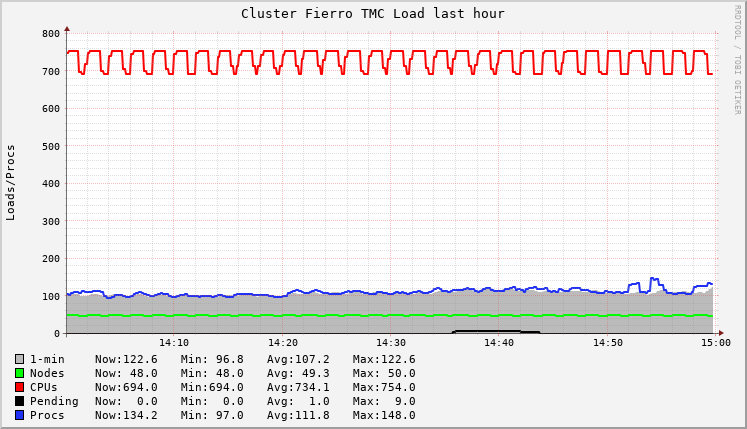 Cluster Fierro TMC Load last hour
RRDTOOL / TOBI OETIKER
Loads/Procs
800
700
600
500
400
300
200
100
0
14:10 14:20 14:30 14:40 14:50 15:00
1-min Now:122.6 Min: 96.8 Avg:107.2 Max:122.6
Nodes Now: 48.0 Min: 48.0 Avg: 49.3 Max: 50.0
CPUs Now:694.0 Min:694.0 Avg:734.1 Max:754.0
Pending Now: 0.0 Min: 0.0 Avg: 1.0 Max: 9.0
Procs Now:134.2 Min: 97.0 Avg:111.8 Max:148.0